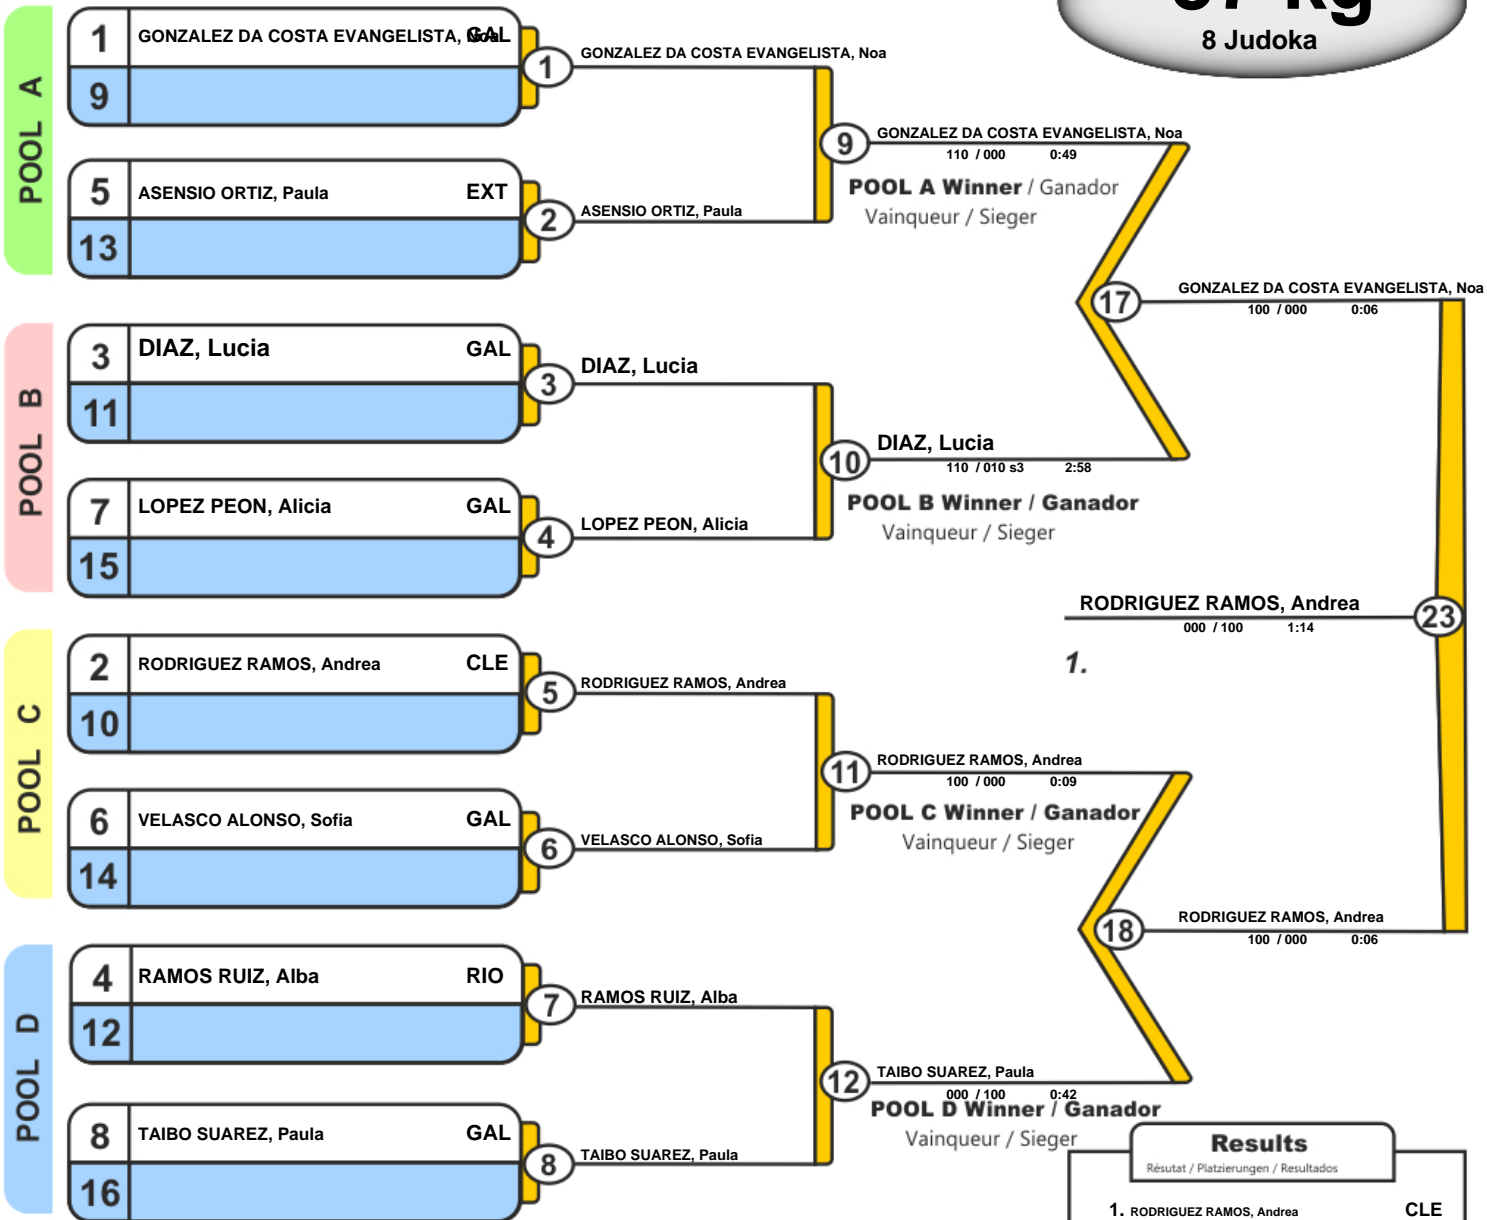 8 Judoka
POOL A
1 GONZALEZ DA COSTA EVANGELISTA, Noa GAL
9
1
GONZALEZ DA COSTA EVANGELISTA, Noa
5 ASENSIO ORTIZ, Paula EXT
13
2
ASENSIO ORTIZ, Paula
9
GONZALEZ DA COSTA EVANGELISTA, Noa
110 / 000 0:49
POOL A Winner / Ganador
Vainqueur / Sieger
POOL B
3 DIAZ, Lucia GAL
11
3
DIAZ, Lucia
7 LOPEZ PEON, Alicia GAL
15
4
LOPEZ PEON, Alicia
10
DIAZ, Lucia
110 / 010 s3 2:58
POOL B Winner / Ganador
Vainqueur / Sieger
17
GONZALEZ DA COSTA EVANGELISTA, Noa
100 / 000 0:06
RODRIGUEZ RAMOS, Andrea
23
000 / 100 1:14
1.
POOL C
2 RODRIGUEZ RAMOS, Andrea CLE
10
5
RODRIGUEZ RAMOS, Andrea
6 VELASCO ALONSO, Sofia GAL
14
6
VELASCO ALONSO, Sofia
11
RODRIGUEZ RAMOS, Andrea
100 / 000 0:09
POOL C Winner / Ganador
Vainqueur / Sieger
18
RODRIGUEZ RAMOS, Andrea
100 / 000 0:06
POOL D
4 RAMOS RUIZ, Alba RIO
12
7
RAMOS RUIZ, Alba
8 TAIBO SUAREZ, Paula GAL
16
8
TAIBO SUAREZ, Paula
12
TAIBO SUAREZ, Paula
000 / 100 0:42
POOL D Winner / Ganador
Vainqueur / Sieger
Results
Résutat / Platzierungen / Resultados
1. RODRIGUEZ RAMOS, Andrea CLE